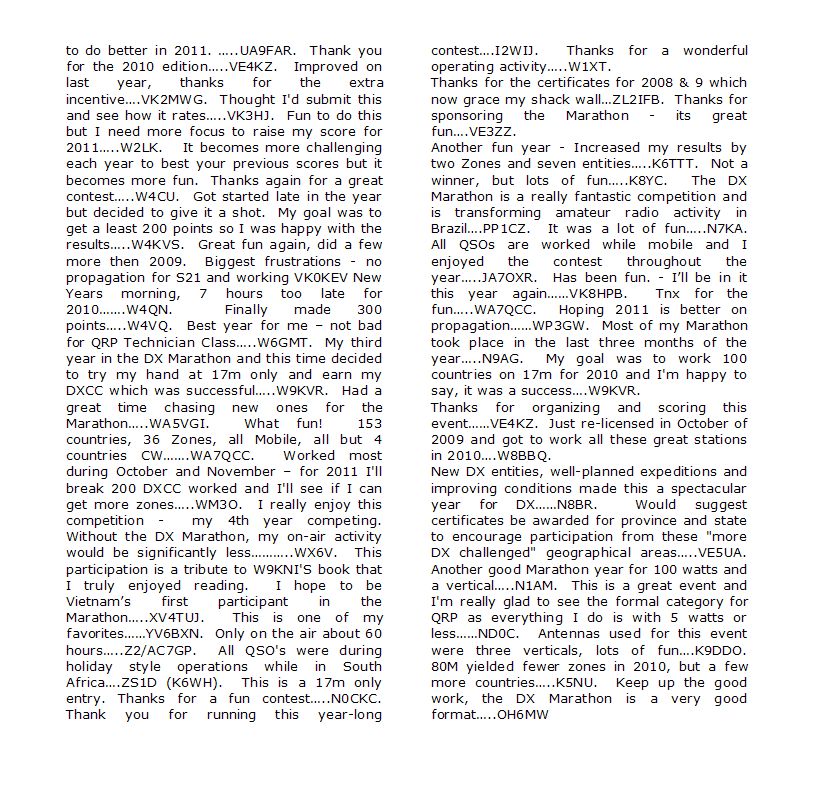 to do better in 2011. …..UA9FAR. Thank you
for the 2010 edition…..VE4KZ. Improved on
last year, thanks for the extra
incentive….VK2MWG. Thought I'd submit this
and see how it rates…..VK3HJ. Fun to do this
but I need more focus to raise my score for
2011…..W2LK. It becomes more challenging
each year to best your previous scores but it
becomes more fun. Thanks again for a great
contest…..W4CU. Got started late in the year
but decided to give it a shot. My goal was to
get a least 200 points so I was happy with the
results…..W4KVS. Great fun again, did a few
more then 2009. Biggest frustrations - no
propagation for S21 and working VK0KEV New
Years morning, 7 hours too late for
2010…….W4QN. Finally made 300
points…..W4VQ. Best year for me – not bad
for QRP Technician Class…..W6GMT. My third
year in the DX Marathon and this time decided
to try my hand at 17m only and earn my
DXCC which was successful…..W9KVR. Had a
great time chasing new ones for the
Marathon…..WA5VGI. What fun! 153
countries, 36 Zones, all Mobile, all but 4
countries CW…….WA7QCC. Worked most
during October and November – for 2011 I'll
break 200 DXCC worked and I'll see if I can
get more zones…..WM3O. I really enjoy this
competition - my 4th year competing.
Without the DX Marathon, my on-air activity
would be significantly less……….WX6V. This
participation is a tribute to W9KNI'S book that
I truly enjoyed reading. I hope to be
Vietnam’s first participant in the
Marathon…..XV4TUJ. This is one of my
favorites……YV6BXN. Only on the air about 60
hours…..Z2/AC7GP. All QSO's were during
holiday style operations while in South
Africa….ZS1D (K6WH). This is a 17m only
entry. Thanks for a fun contest…..N0CKC.
Thank you for running this year-long
contest….I2WIJ. Thanks for a wonderful
operating activity…..W1XT.
Thanks for the certificates for 2008 & 9 which
now grace my shack wall…ZL2IFB. Thanks for
sponsoring the Marathon - its great
fun….VE3ZZ.
Another fun year - Increased my results by
two Zones and seven entities…..K6TTT. Not a
winner, but lots of fun…..K8YC. The DX
Marathon is a really fantastic competition and
is transforming amateur radio activity in
Brazil….PP1CZ. It was a lot of fun…..N7KA.
All QSOs are worked while mobile and I
enjoyed the contest throughout the
year…..JA7OXR. Has been fun. - I’ll be in it
this year again……VK8HPB. Tnx for the
fun…..WA7QCC. Hoping 2011 is better on
propagation……WP3GW. Most of my Marathon
took place in the last three months of the
year…..N9AG. My goal was to work 100
countries on 17m for 2010 and I'm happy to
say, it was a success….W9KVR.
Thanks for organizing and scoring this
event……VE4KZ. Just re-licensed in October of
2009 and got to work all these great stations
in 2010….W8BBQ.
New DX entities, well-planned expeditions and
improving conditions made this a spectacular
year for DX……N8BR. Would suggest
certificates be awarded for province and state
to encourage participation from these "more
DX challenged" geographical areas…..VE5UA.
Another good Marathon year for 100 watts and
a vertical…..N1AM. This is a great event and
I'm really glad to see the formal category for
QRP as everything I do is with 5 watts or
less……ND0C. Antennas used for this event
were three verticals, lots of fun….K9DDO.
80M yielded fewer zones in 2010, but a few
more countries…..K5NU. Keep up the good
work, the DX Marathon is a very good
format…..OH6MW